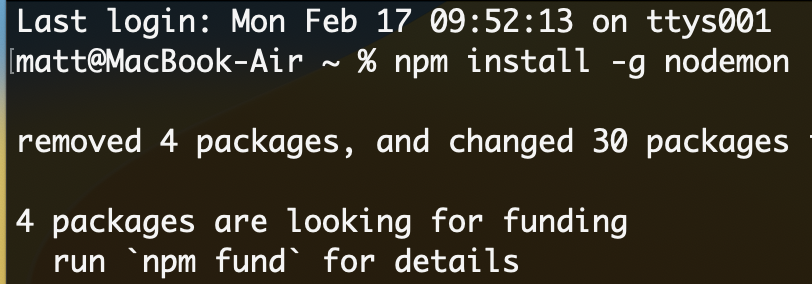 Last login: Mon Feb 17 09:52:13 on ttys001
[matt@MacBook-Air ~ % npm install -g nodemon
removed 4 packages, and changed 30 packages
4 packages are looking for funding
run `npm fund` for details